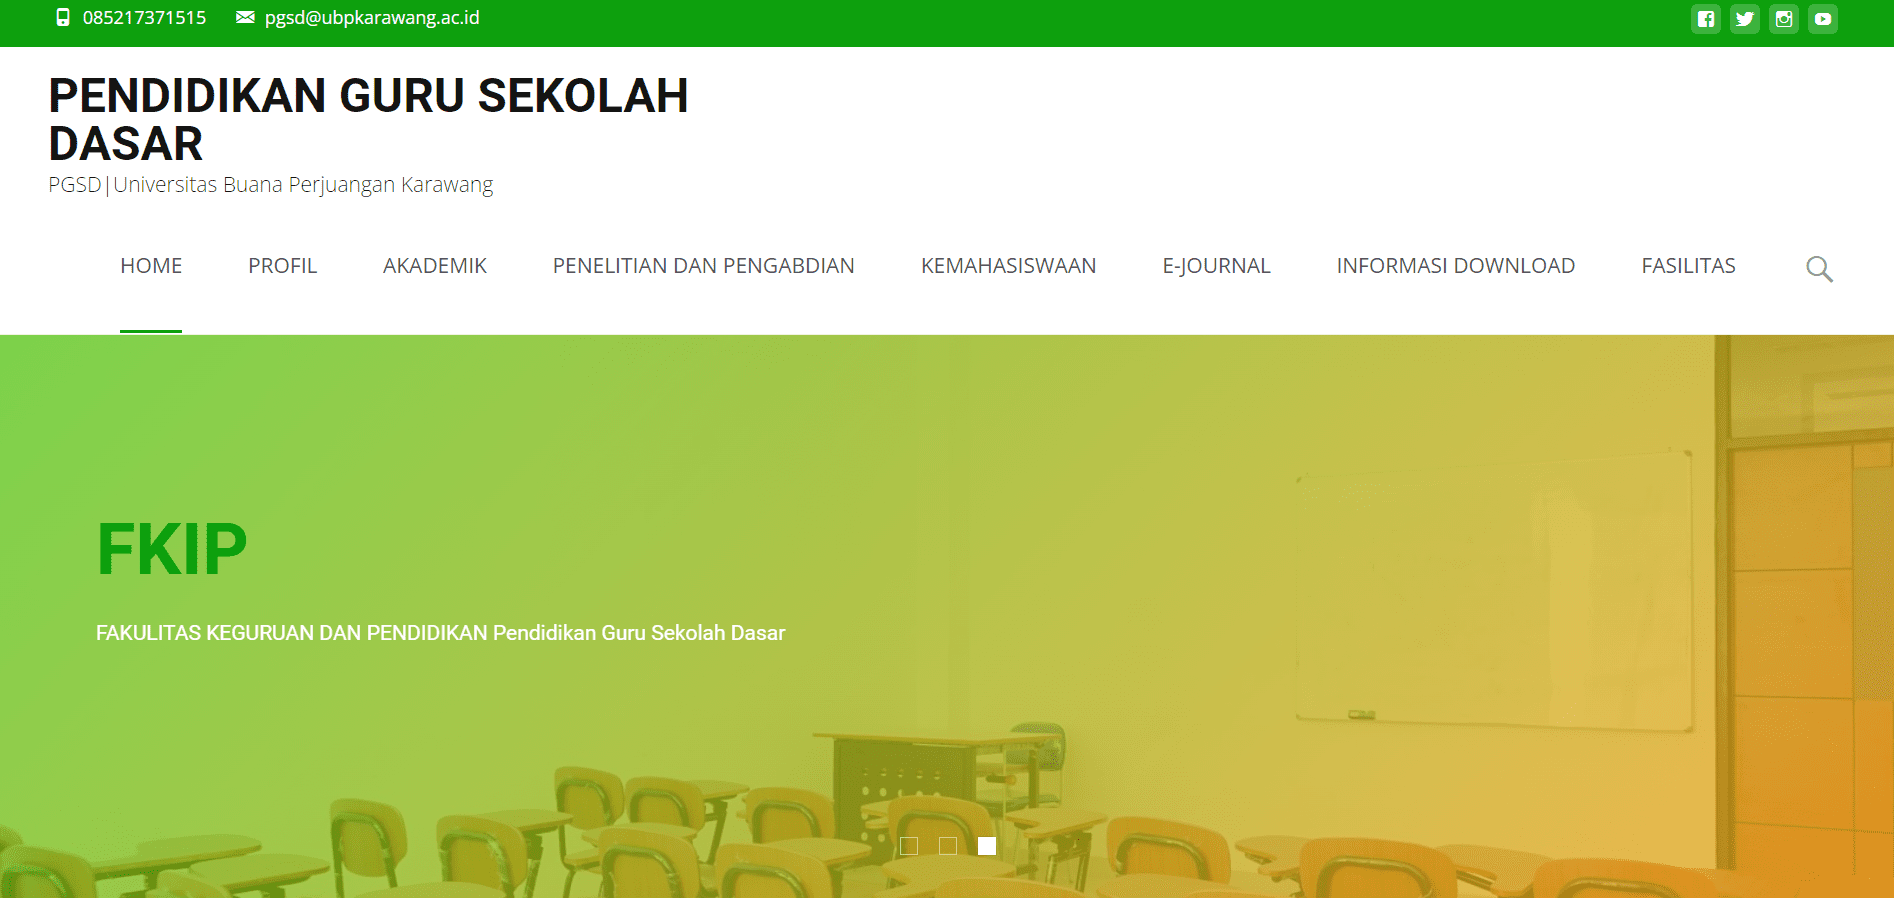 085217371515 pgsd@ubpkarawang.ac.id
PENDIDIKAN GURU SEKOLAH
DASAR
PGSD|Universitas Buana Perjuangan Karawang
HOME PROFIL AKADEMIK PENELITIAN DAN PENGABDIAN KEMAHASISWAAN E-JOURNAL INFORMASI DOWNLOAD FASILITAS
FKIP
FAKULITAS KEGURUAN DAN PENDIDIKAN Pendidikan Guru Sekolah Dasar